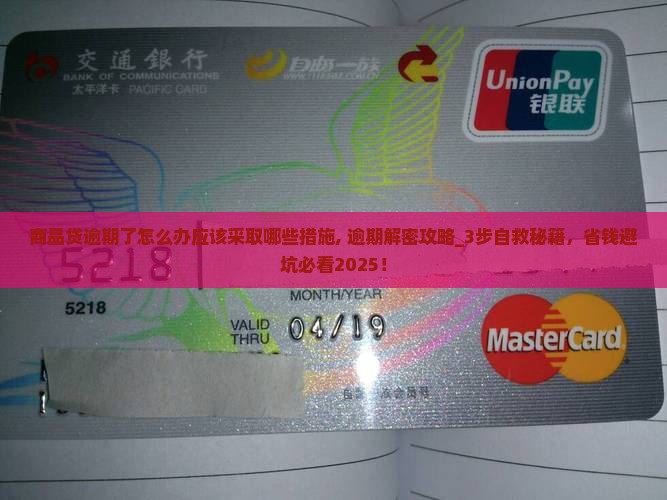 交通銀行
BANK OF COMMUNICATIONS
太平洋卡 PACIFIC CARD
自由一族
UnionPay
银联
商品贷逾期了怎么办应该采取哪些措施, 逾期解密攻略_3步自救秘籍，省钱避
坑必看2025！
5218
5218
MONTH/YEAR
VALID
THRU
04/19
MasterCard